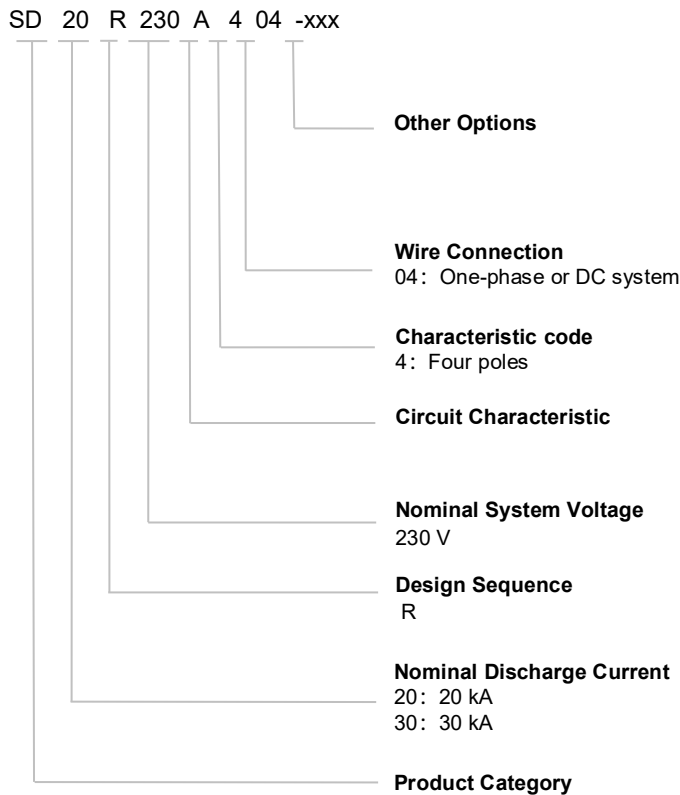 SD 20 R 230 A 4 04 -xxx
Other Options
Wire Connection
04：One-phase or DC system
Characteristic code
4：Four poles
Circuit Characteristic
Nominal System Voltage
230 V
Design Sequence
R
Nominal Discharge Current
20：20 kA
30：30 kA
Product Category